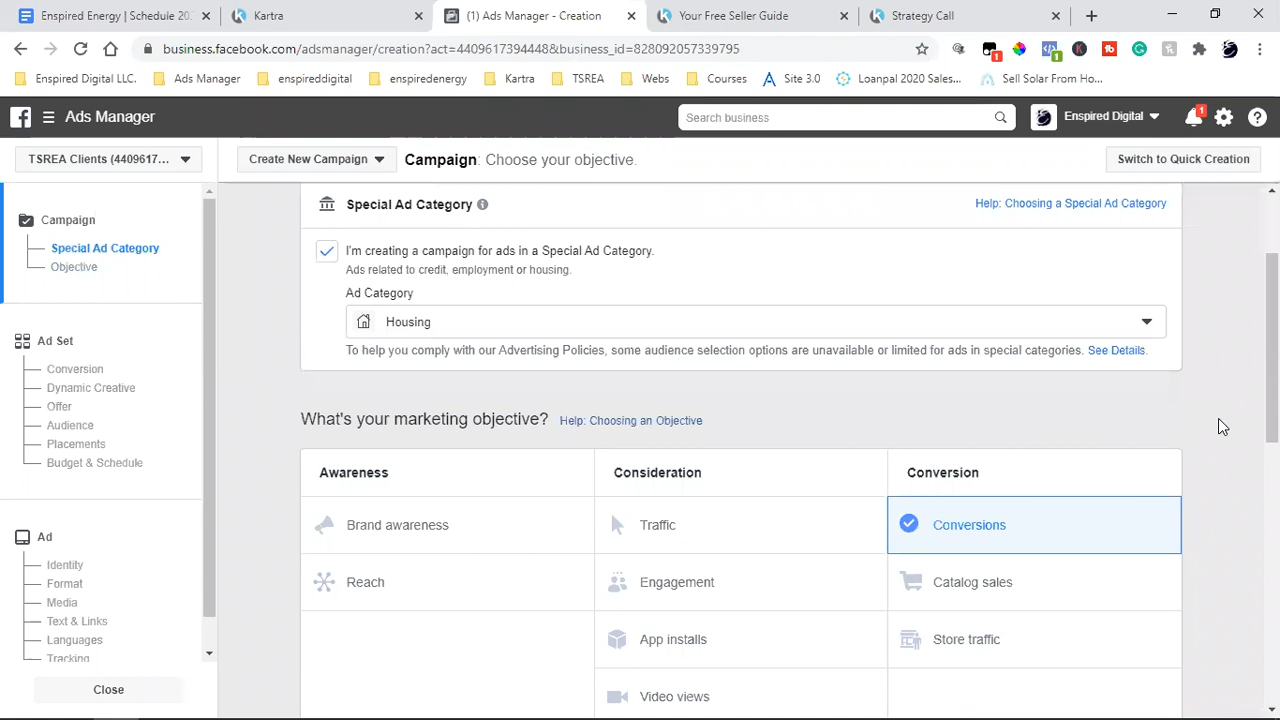 Enspired Energy | Schedule 202
Kartra
(1) Ads Manager - Creation
Your Free Seller Guide
Strategy Call
business.facebook.com/adsmanager/creation?act=4409617394448&business_id=828092057339795
1
1
Enspired Digital LLC.
Ads Manager
enspireddigital
enspiredenergy
Kartra
TSREA
Webs
Courses
Site 3.0
Loanpal 2020 Sales...
Sell Solar From Ho...
Ads Manager
Search business
Enspired Digital
1
TSREA Clients (4409617...
Create New Campaign
Campaign: Choose your objective.
Switch to Quick Creation
Campaign
Special Ad Category
Objective
Ad Set
Conversion
Dynamic Creative
Offer
Audience
Placements
Budget & Schedule
Ad
Identity
Format
Media
Text & Links
Languages
Tracking
Close
Special Ad Category
Help: Choosing a Special Ad Category
I'm creating a campaign for ads in a Special Ad Category.
Ads related to credit, employment or housing.
Ad Category
Housing
To help you comply with our Advertising Policies, some audience selection options are unavailable or limited for ads in special categories. See Details.
What's your marketing objective? Help: Choosing an Objective
Awareness
Consideration
Conversion
Brand awareness
Traffic
Conversions
Reach
Engagement
Catalog sales
App installs
Store traffic
Video views